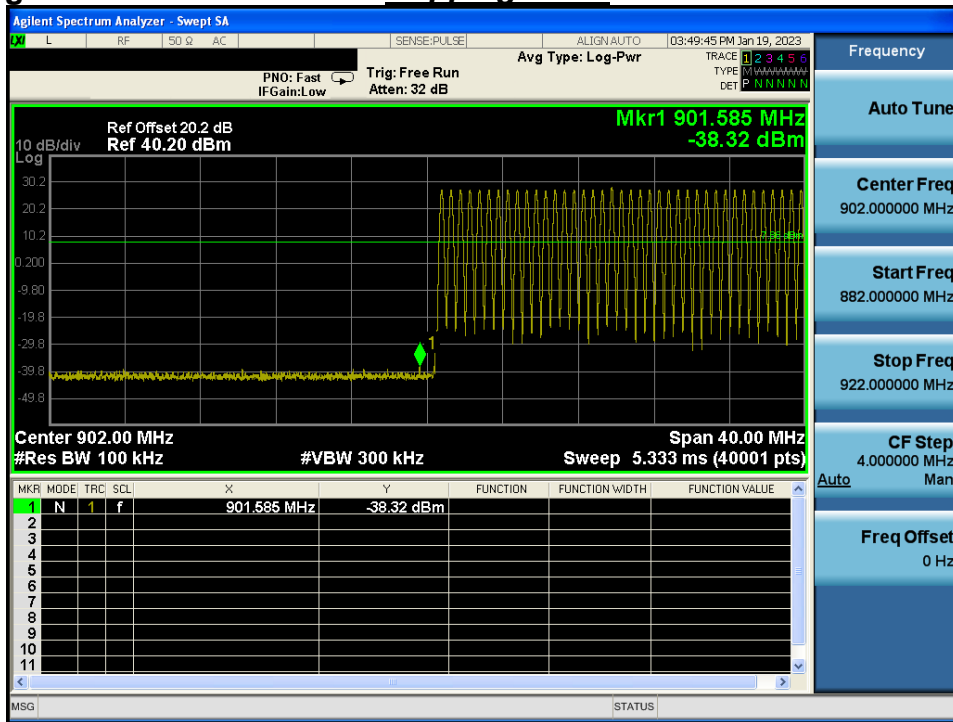 Agilent Spectrum Analyzer - Swept SA
LXI L RF 50 Ω AC SENSE:PULSE ALIGN AUTO 03:49:45 PM Jan 19, 2023
Avg Type: Log-Pwr
TRACE 1 2 3 4 5 6
PNO: Fast Trig: Free Run
TYPE M
IFGain:Low Atten: 32 dB
DET P N N N N N
Frequency
Auto Tune
Mkr1 901.585 MHz
-38.32 dBm
Ref Offset 20.2 dB
10 dB/div Ref 40.20 dBm
Log
30.2
20.2
10.2
0.200
-9.80
-19.8
-29.8
-39.8
-49.8
1
Center 902.00 MHz Span 40.00 MHz
#Res BW 100 kHz #VBW 300 kHz Sweep 5.333 ms (40001 pts)
Center Freq
902.000000 MHz
Start Freq
882.000000 MHz
Stop Freq
922.000000 MHz
CF Step
4.000000 MHz
Auto Man
Freq Offset
0 Hz
MKR MODE TRC SCL X Y FUNCTION FUNCTION WIDTH FUNCTION VALUE
1 N 1 f 901.585 MHz -38.32 dBm
2
3
4
5
6
7
8
9
10
11
MSG STATUS